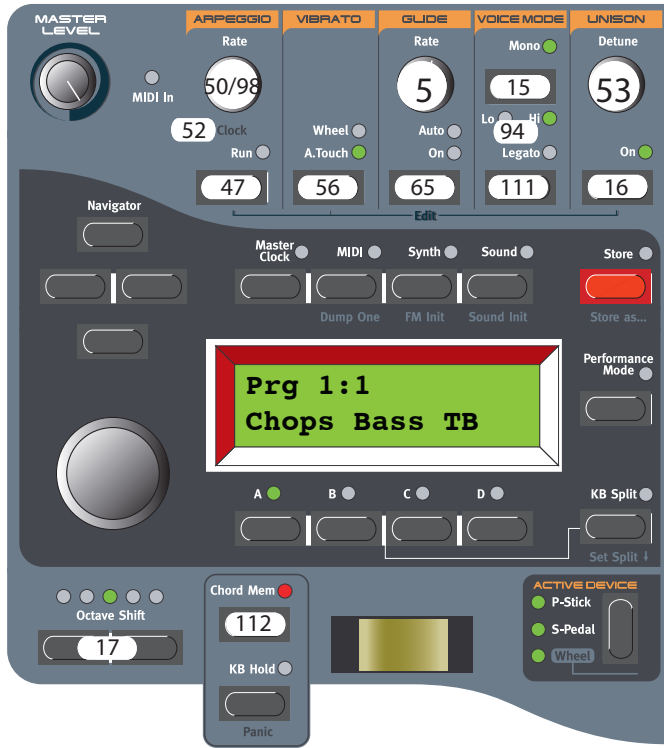 MASTER LEVEL
ARPEGGIO VIBRATO GLIDE VOICE MODE UNISON
Rate Rate Mono Detune
MIDI In
50/98 5 15 53
52 Clock Wheel Auto Lo Hi
94
Run A.Touch On Legato On
47 56 65 111 16
Edit
Navigator
Master Clock MIDI Synth Sound Store
Dump One FM Init Sound Init Store as...
Performance
Mode
Prg 1:1
Chops Bass TB
A B C D KB Split
Set Split ↓
Octave Shift
17
Chord Mem
112
KB Hold
Panic
ACTIVE DEVICE
P-Stick
S-Pedal
Wheel